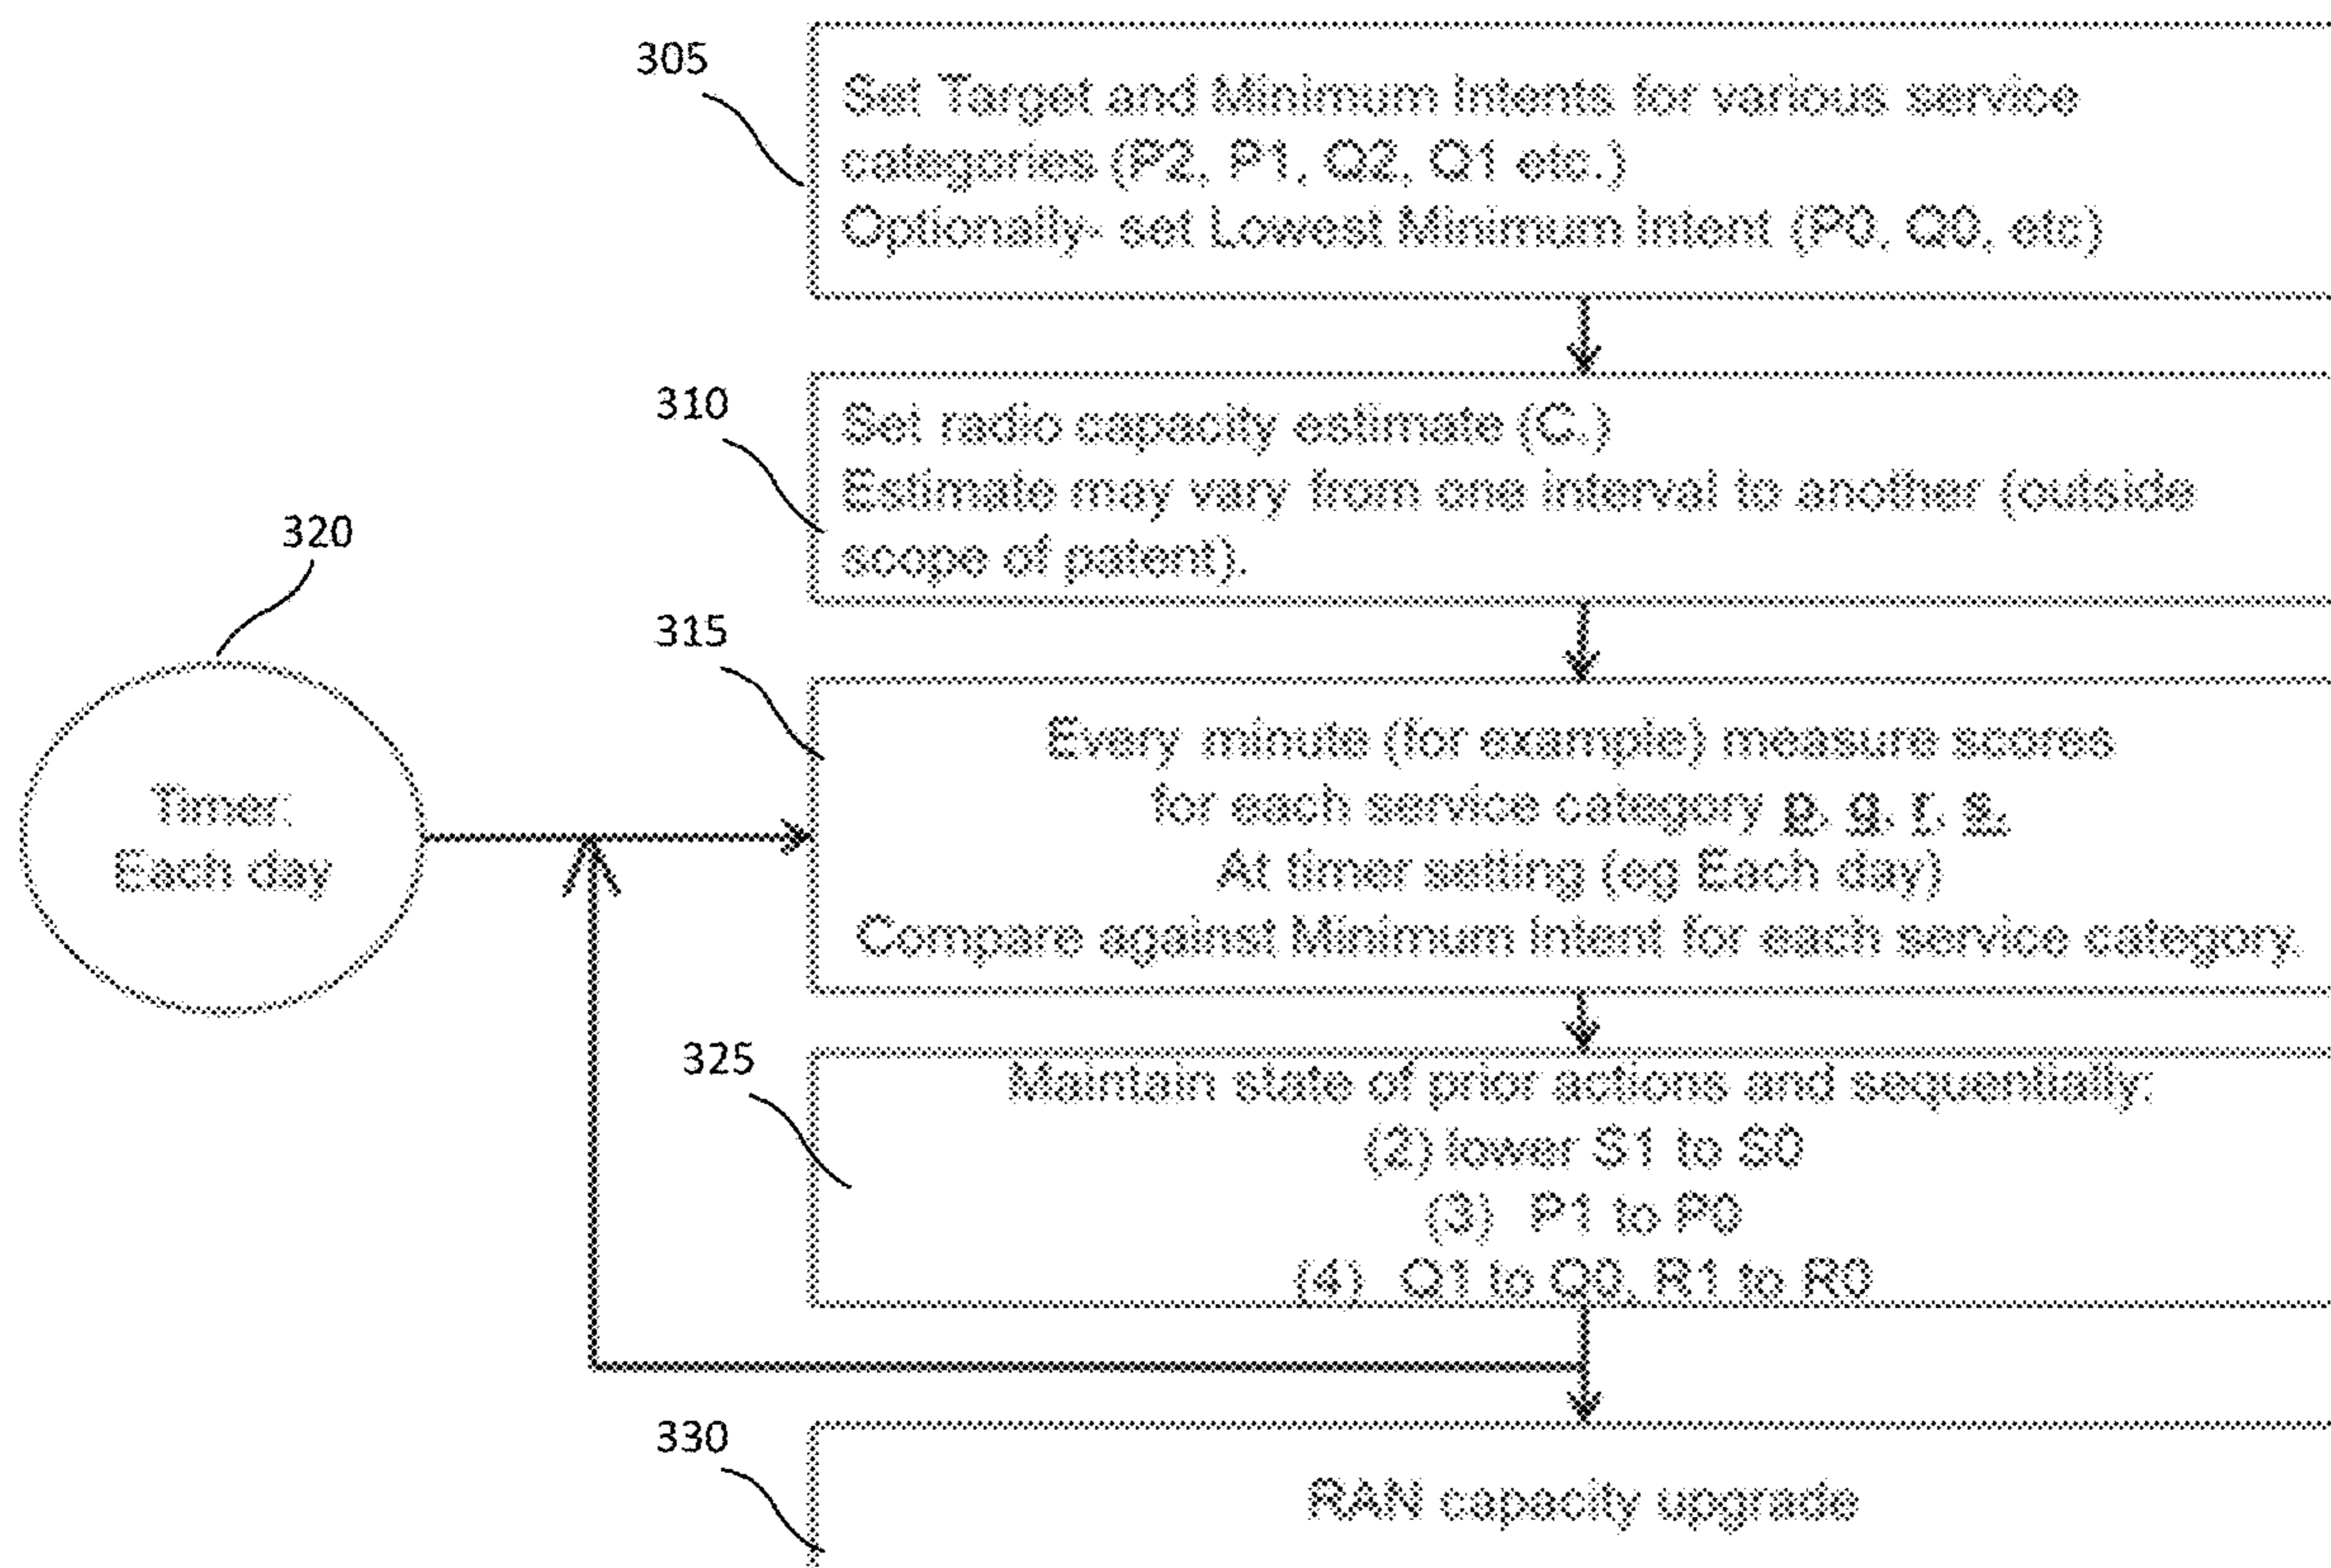 305
Set Target and Minimum Intents for various service
categories (P2, P1, Q2, Q1 etc.)
Optionally- set Lowest Minimum Intent (P0, Q0, etc)
310
Set radio capacity estimate (C.)
Estimate may vary from one interval to another (outside
scope of patent).
315
Every minute (for example) measure scores
for each service category p, q, r, s.
At timer setting (eg Each day)
Compare against Minimum Intent for each service category.
320
Timer:
Each day
325
Maintain state of prior actions and sequentially:
(2) lower S1 to S0
(3) P1 to P0
(4) Q1 to Q0, R1 to R0
330
RAN capacity upgrade